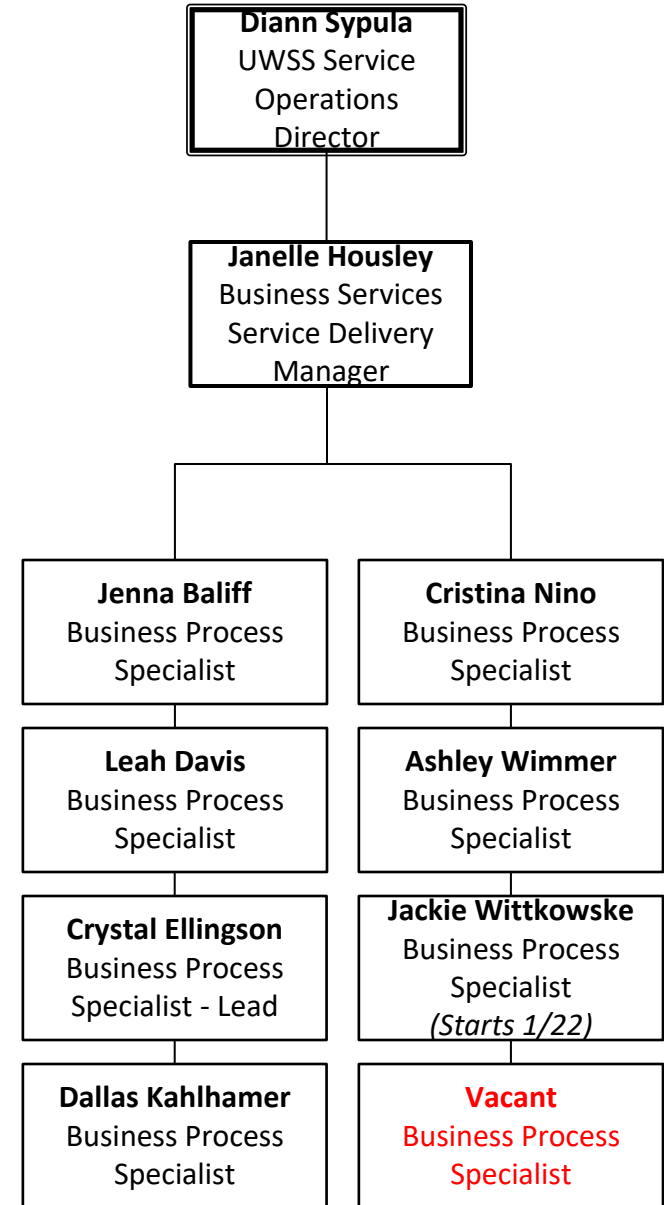 Diann Sypula
UWSS Service
Operations
Director
Janelle Housley
Business Services
Service Delivery
Manager
Jenna Baliff
Business Process
Specialist
Leah Davis
Business Process
Specialist
Crystal Ellingson
Business Process
Specialist - Lead
Dallas Kahlhamer
Business Process
Specialist
Cristina Nino
Business Process
Specialist
Ashley Wimmer
Business Process
Specialist
Jackie Wittkowske
Business Process
Specialist
(Starts 1/22)
Vacant
Business Process
Specialist